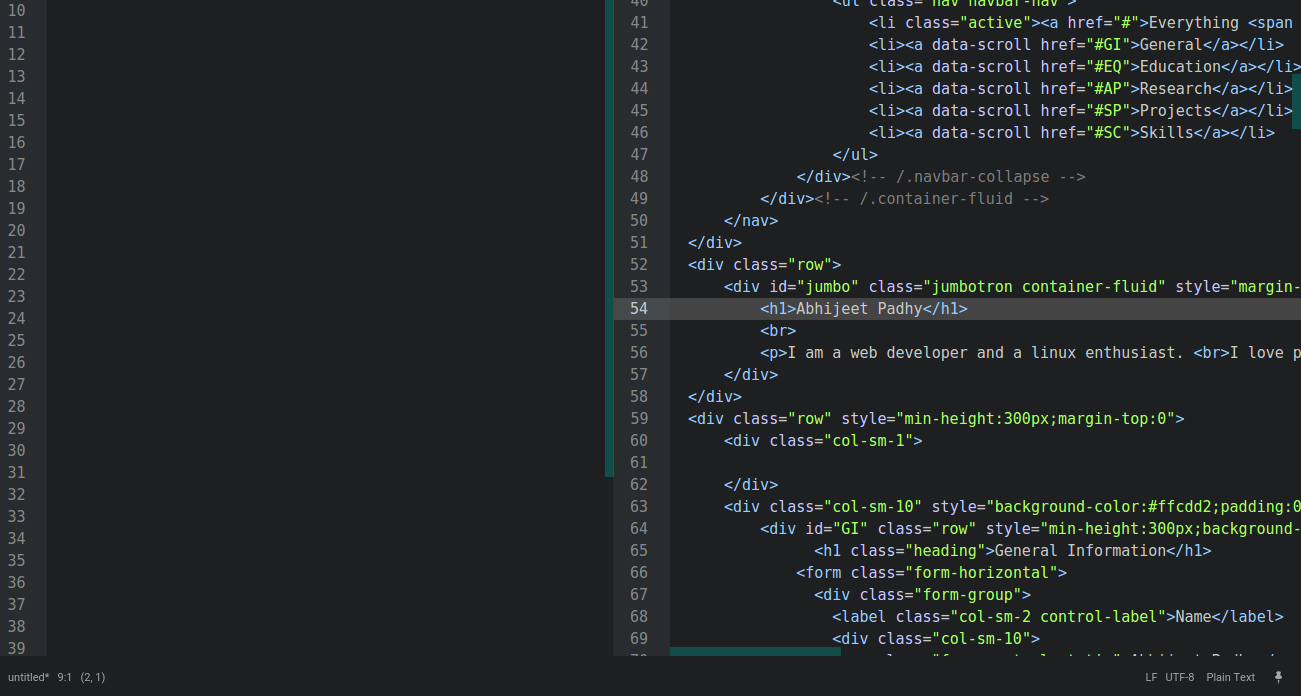 10
11
12
13
14
15
16
17
18
19
20
21
22
23
24
25
26
27
28
29
30
31
32
33
34
35
36
37
38
39
40 <ul class="nav navbar-nav">
41 <li class="active"><a href="#">Everything <span
42 <li><a data-scroll href="#GI">General</a></li>
43 <li><a data-scroll href="#EQ">Education</a></li>
44 <li><a data-scroll href="#AP">Research</a></li>
45 <li><a data-scroll href="#SP">Projects</a></li>
46 <li><a data-scroll href="#SC">Skills</a></li>
47 </ul>
48 </div><!-- /.navbar-collapse -->
49 </div><!-- /.container-fluid -->
50 </nav>
51 </div>
52 <div class="row">
53 <div id="jumbo" class="jumbotron container-fluid" style="margin-
54 <h1>Abhijeet Padhy</h1>
55 <br>
56 <p>I am a web developer and a linux enthusiast. <br>I love p
57 </div>
58 </div>
59 <div class="row" style="min-height:300px;margin-top:0">
60 <div class="col-sm-1">
61
62 </div>
63 <div class="col-sm-10" style="background-color:#ffcdd2;padding:0
64 <div id="GI" class="row" style="min-height:300px;background-
65 <h1 class="heading">General Information</h1>
66 <form class="form-horizontal">
67 <div class="form-group">
68 <label class="col-sm-2 control-label">Name</label>
69 <div class="col-sm-10">
untitled* 9:1 (2, 1)
LF UTF-8 Plain Text